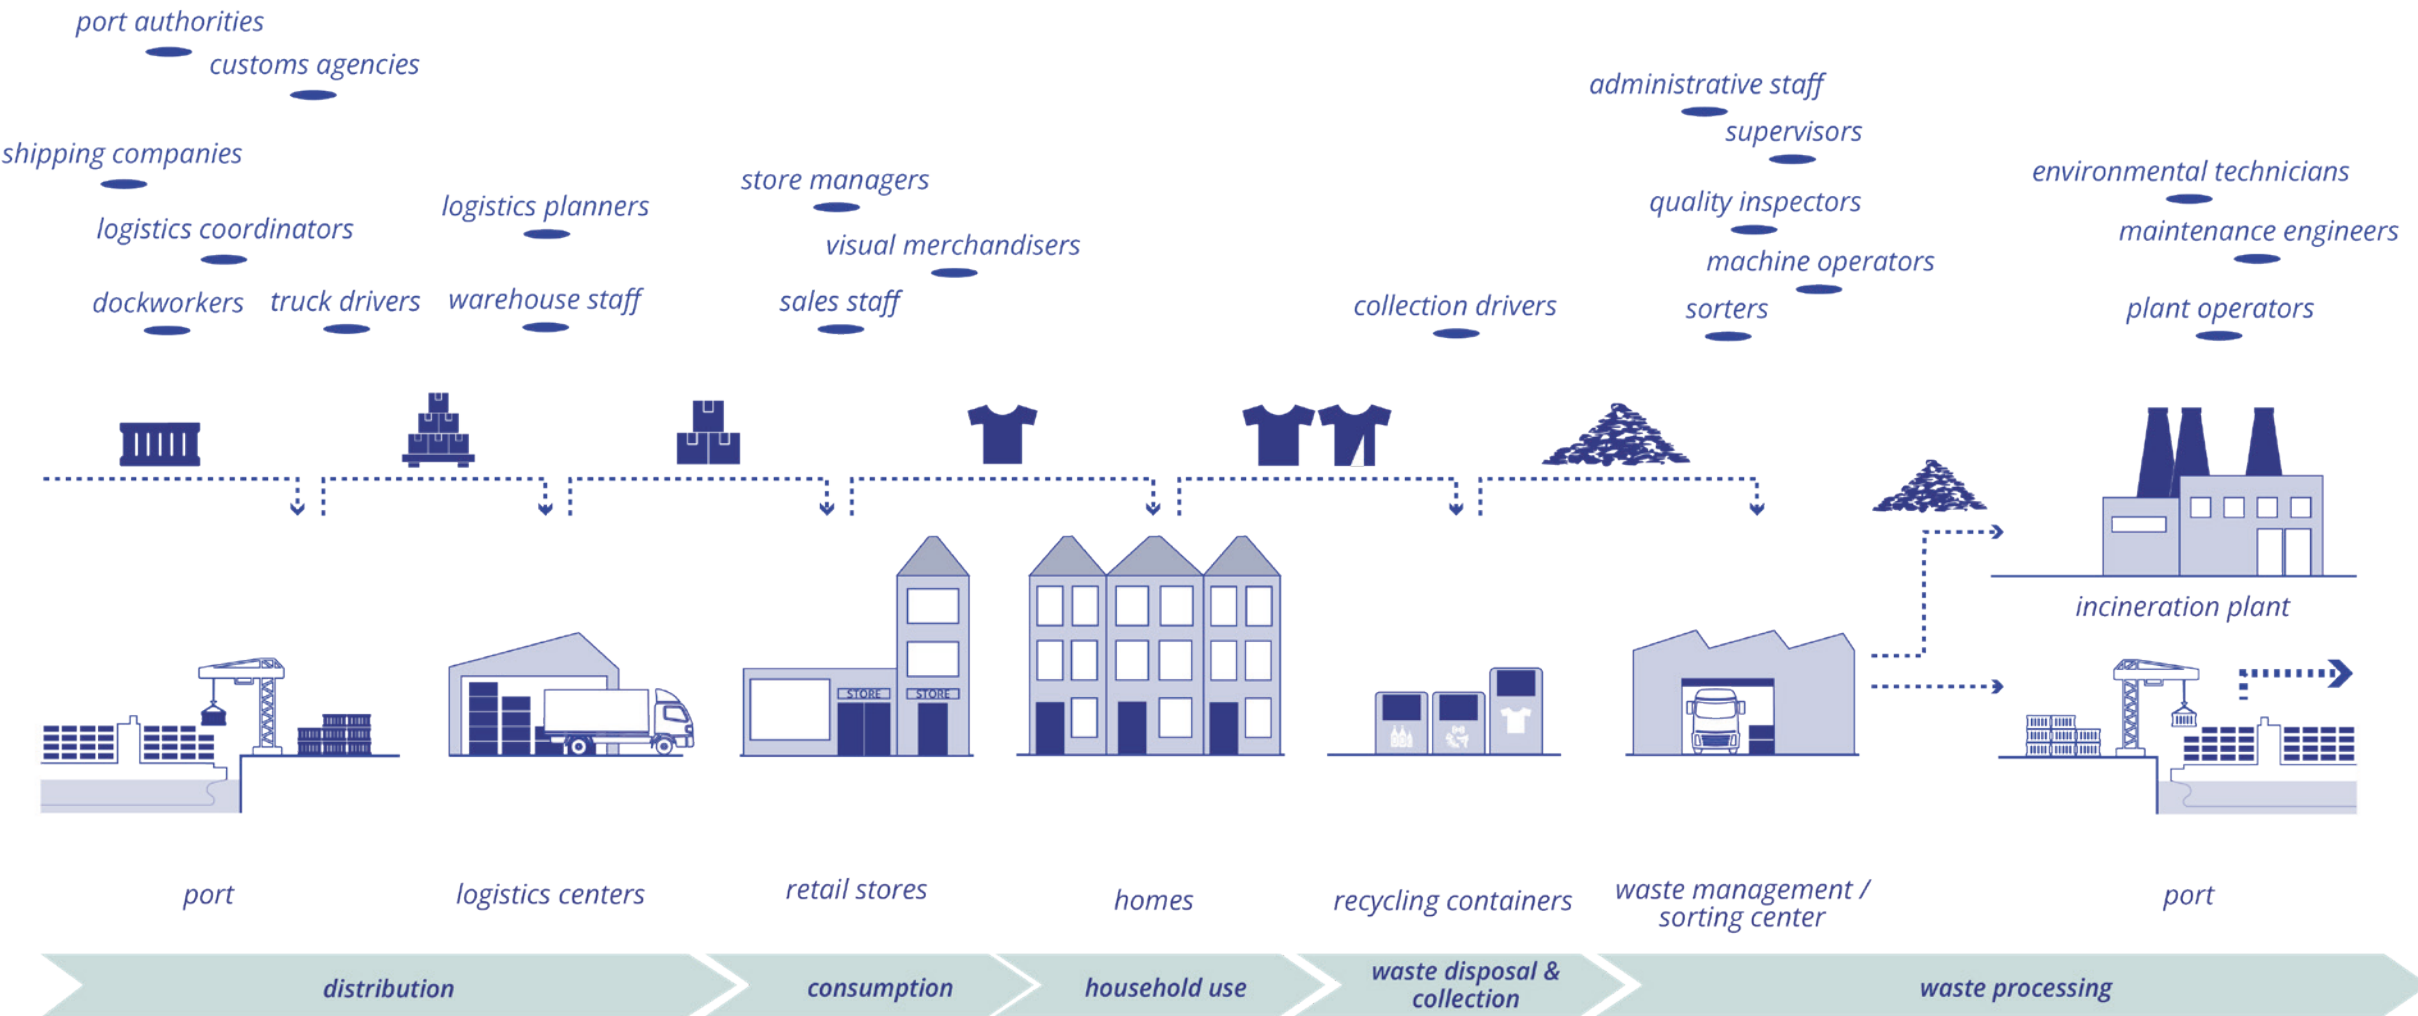 port authorities
customs agencies
shipping companies
logistics coordinators
dockworkers
truck drivers
logistics planners
warehouse staff
store managers
visual merchandisers
sales staff
collection drivers
administrative staff
supervisors
quality inspectors
machine operators
sorters
environmental technicians
maintenance engineers
plant operators
incineration plant
STORE
STORE
port
logistics centers
retail stores
homes
recycling containers
waste management /
sorting center
port
distribution
consumption
household use
waste disposal &
collection
waste processing